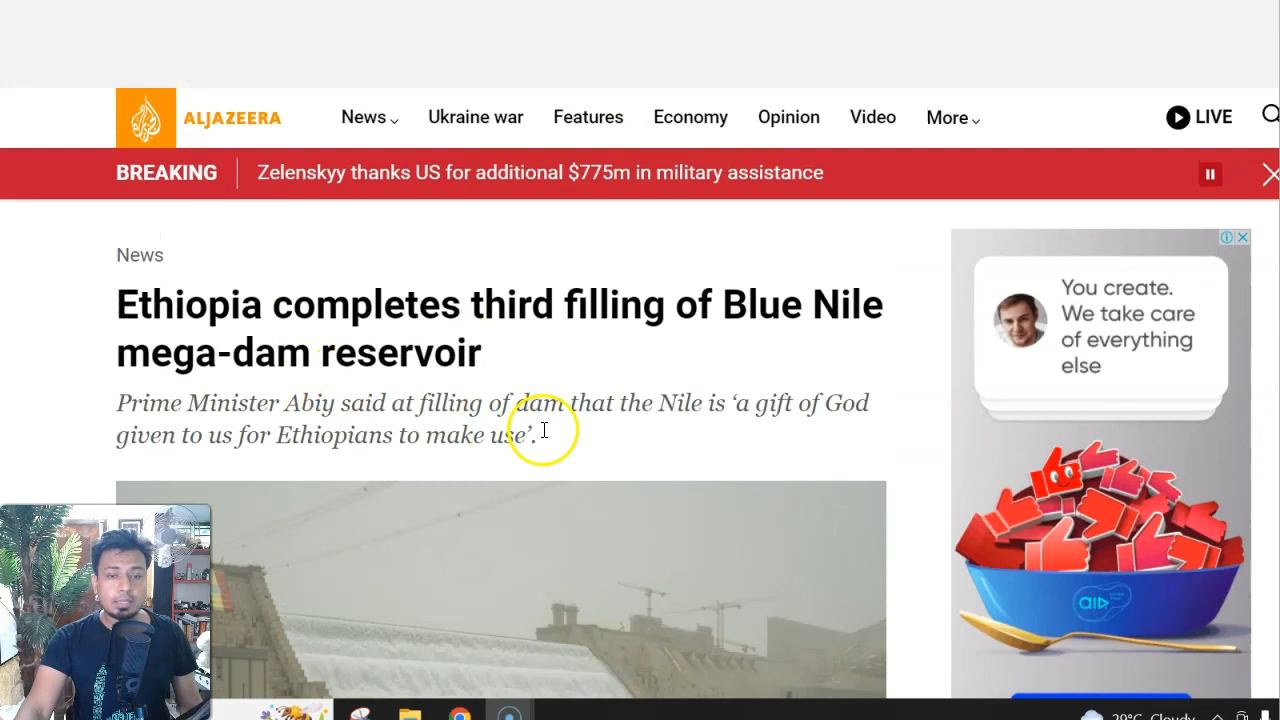 ALJAZEERA
News
Ukraine war
Features
Economy
Opinion
Video
More
LIVE
BREAKING
Zelenskyy thanks US for additional $775m in military assistance
News
Ethiopia completes third filling of Blue Nile
mega-dam reservoir
Prime Minister Abiy said at filling of dam that the Nile is ‘a gift of God
given to us for Ethiopians to make use’.
You create.
We take care
of everything
else
29°C Cloudy